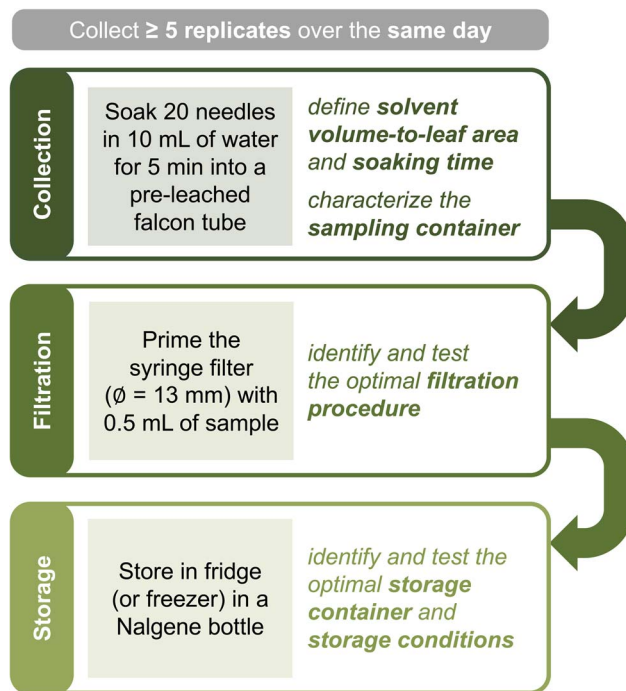 Collect ≥ 5 replicates over the same day
Collection
Soak 20 needles
in 10 mL of water
for 5 min into a
pre-leached
falcon tube
define solvent
volume-to-leaf area
and soaking time
characterize the
sampling container
Filtration
Prime the
syringe filter
(ø = 13 mm) with
0.5 mL of sample
identify and test
the optimal filtration
procedure
Storage
Store in fridge
(or freezer) in a
Nalgene bottle
identify and test the
optimal storage
container and
storage conditions